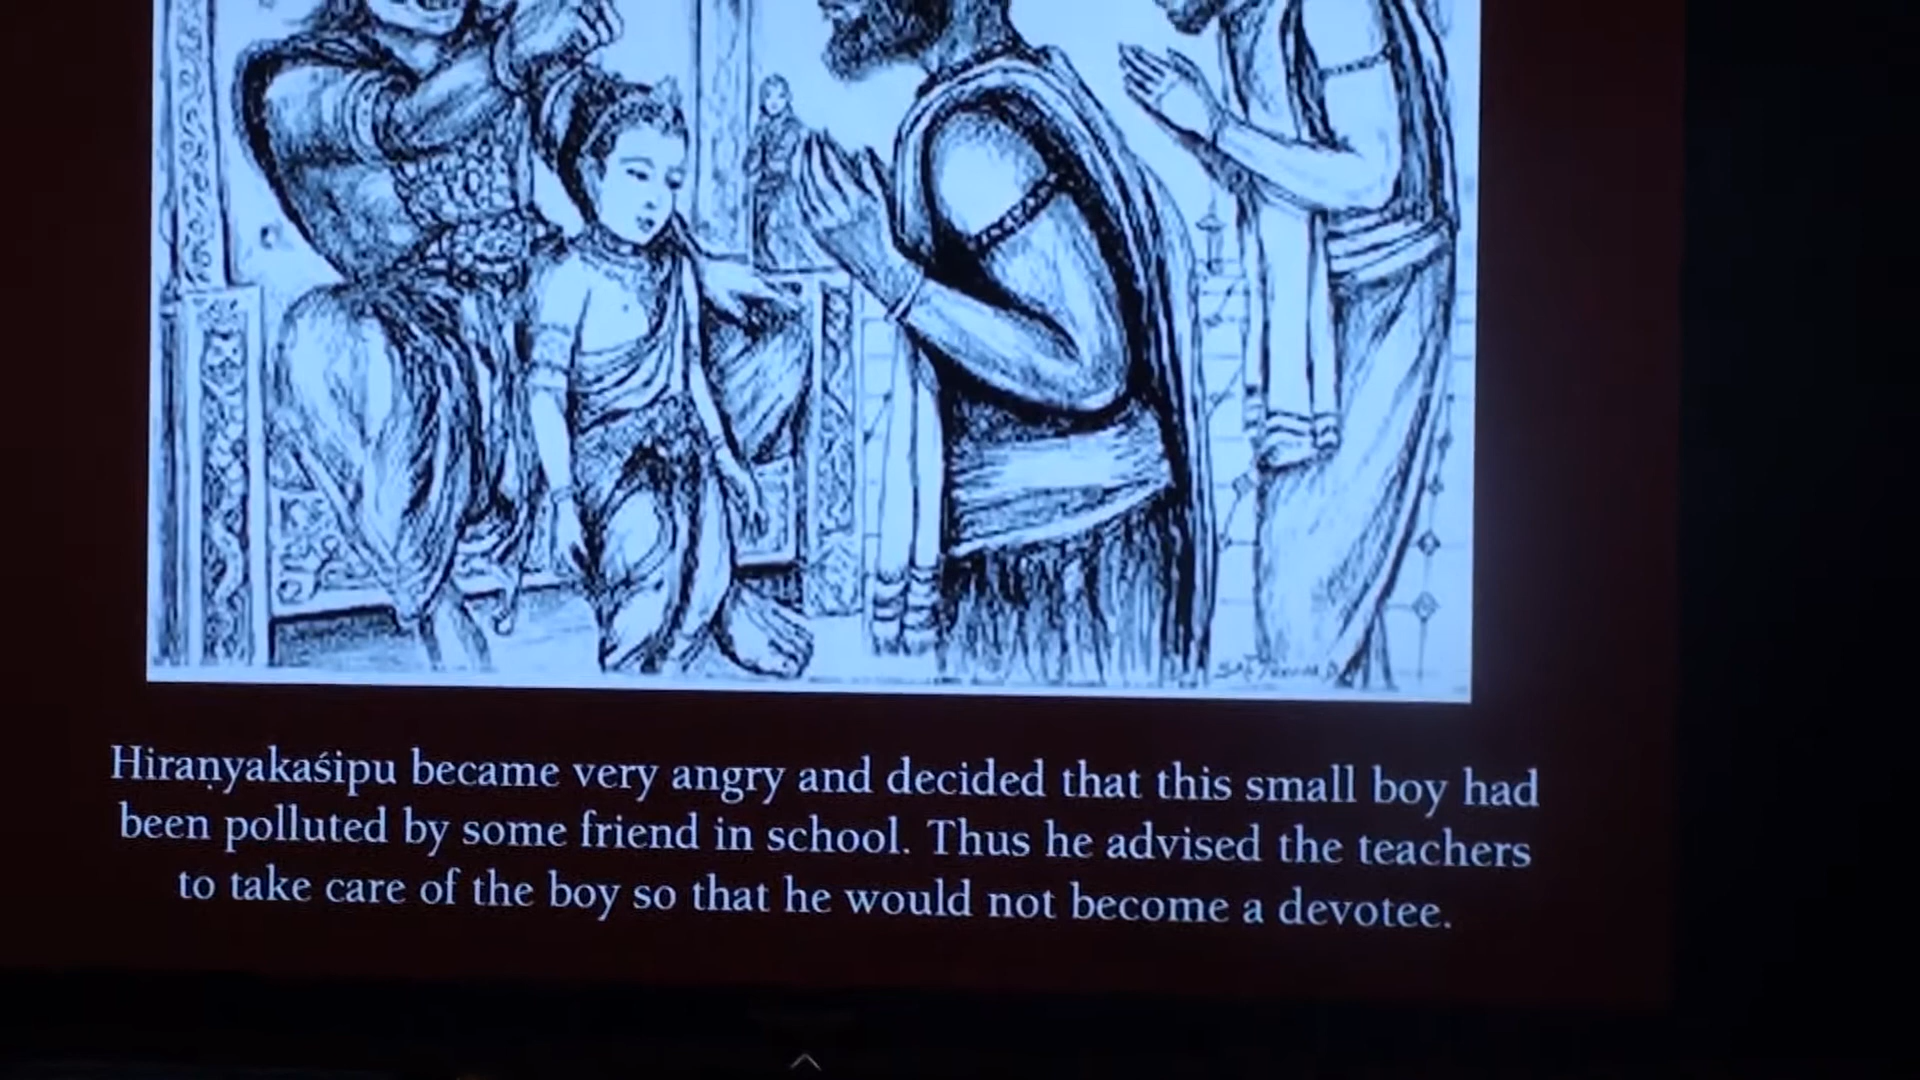 Hiraṇyakaśipu became very angry and decided that this small boy had
been polluted by some friend in school. Thus he advised the teachers
to take care of the boy so that he would not become a devotee.